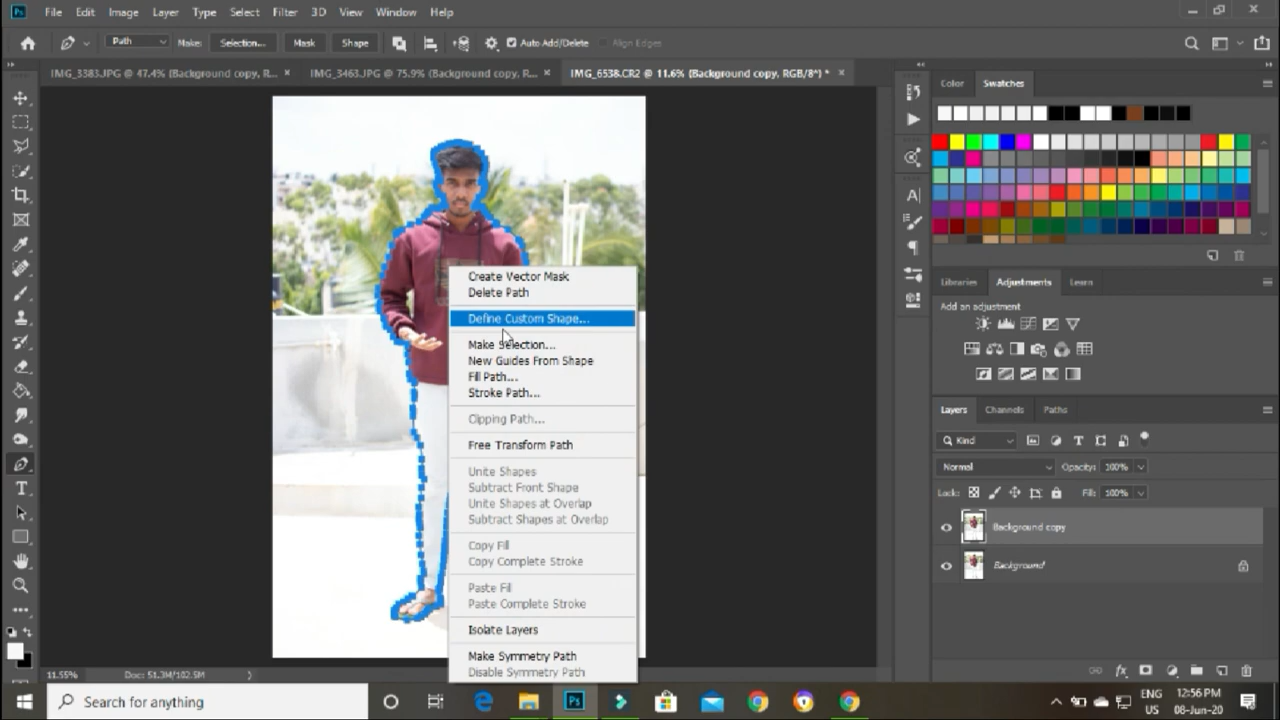 Ps File Edit Image Layer Type Select Filter 3D View Window Help
Path Make: Selection... Mask Shape Auto Add/Delete Align Edges
IMG_3383.JPG @ 47.4% (Background copy, R... × IMG_3463.JPG @ 75.9% (Background copy, R... × IMG_6538.CR2 @ 11.6% (Background copy, RGB/8*) * ×
Color Swatches
Create Vector Mask
Delete Path
Define Custom Shape...
Make Selection...
New Guides From Shape
Fill Path...
Stroke Path...
Clipping Path...
Free Transform Path
Unite Shapes
Subtract Front Shape
Unite Shapes at Overlap
Subtract Shapes at Overlap
Copy Fill
Copy Complete Stroke
Paste Fill
Paste Complete Stroke
Isolate Layers
Make Symmetry Path
Disable Symmetry Path
Libraries Adjustments Learn
Add an adjustment
Layers Channels Paths
Kind
Normal Opacity: 100%
Lock: Fill: 100%
Background copy
Background
11.55% Doc: 51.3M/102.5M
Search for anything
Ps
ENG
US
12:56 PM
08-Jun-20